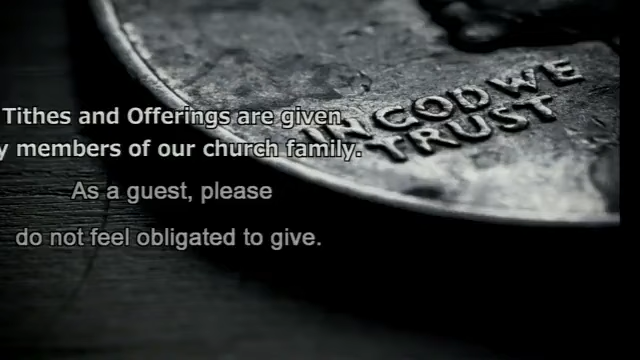 Tithes and Offerings are given
y members of our church family.
As a guest, please
do not feel obligated to give.
IN GOD WE
TRUST